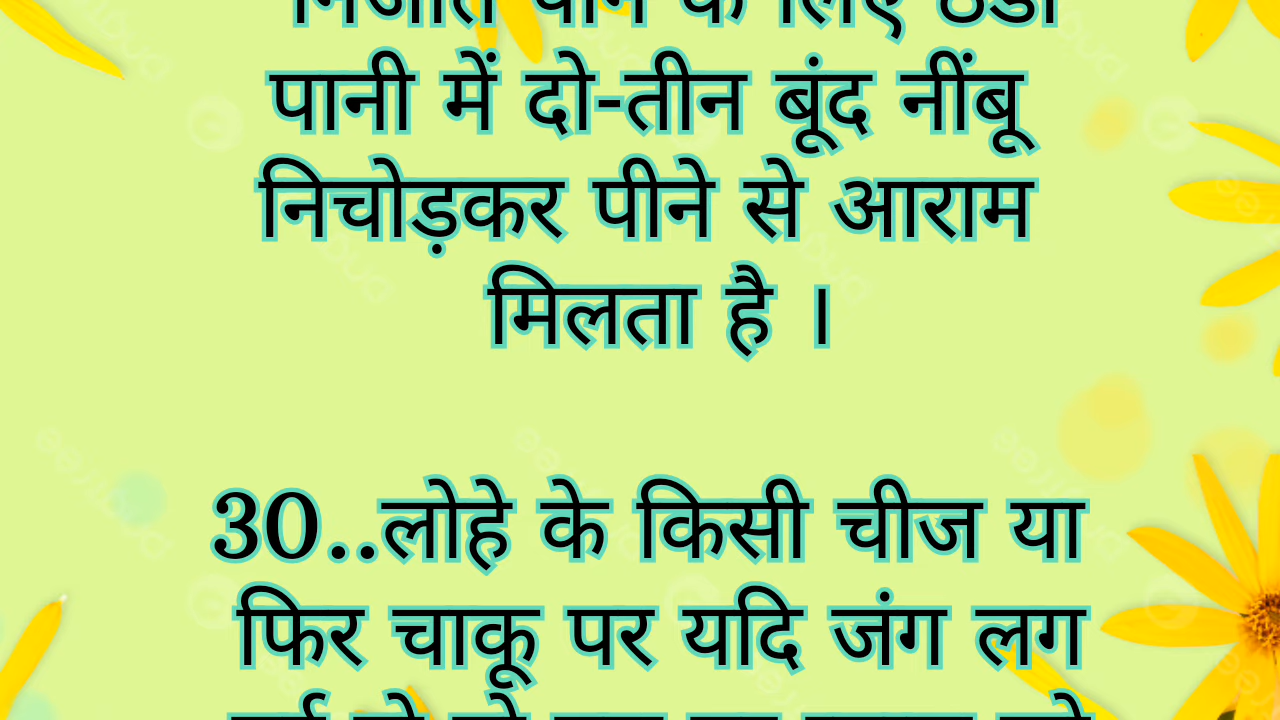 पाने के लिए ठंडा
पानी में दो-तीन बूंद नींबू
निचोड़कर पीने से आराम
मिलता है ।
30..लोहे के किसी चीज या
फिर चाकू पर यदि जंग लग